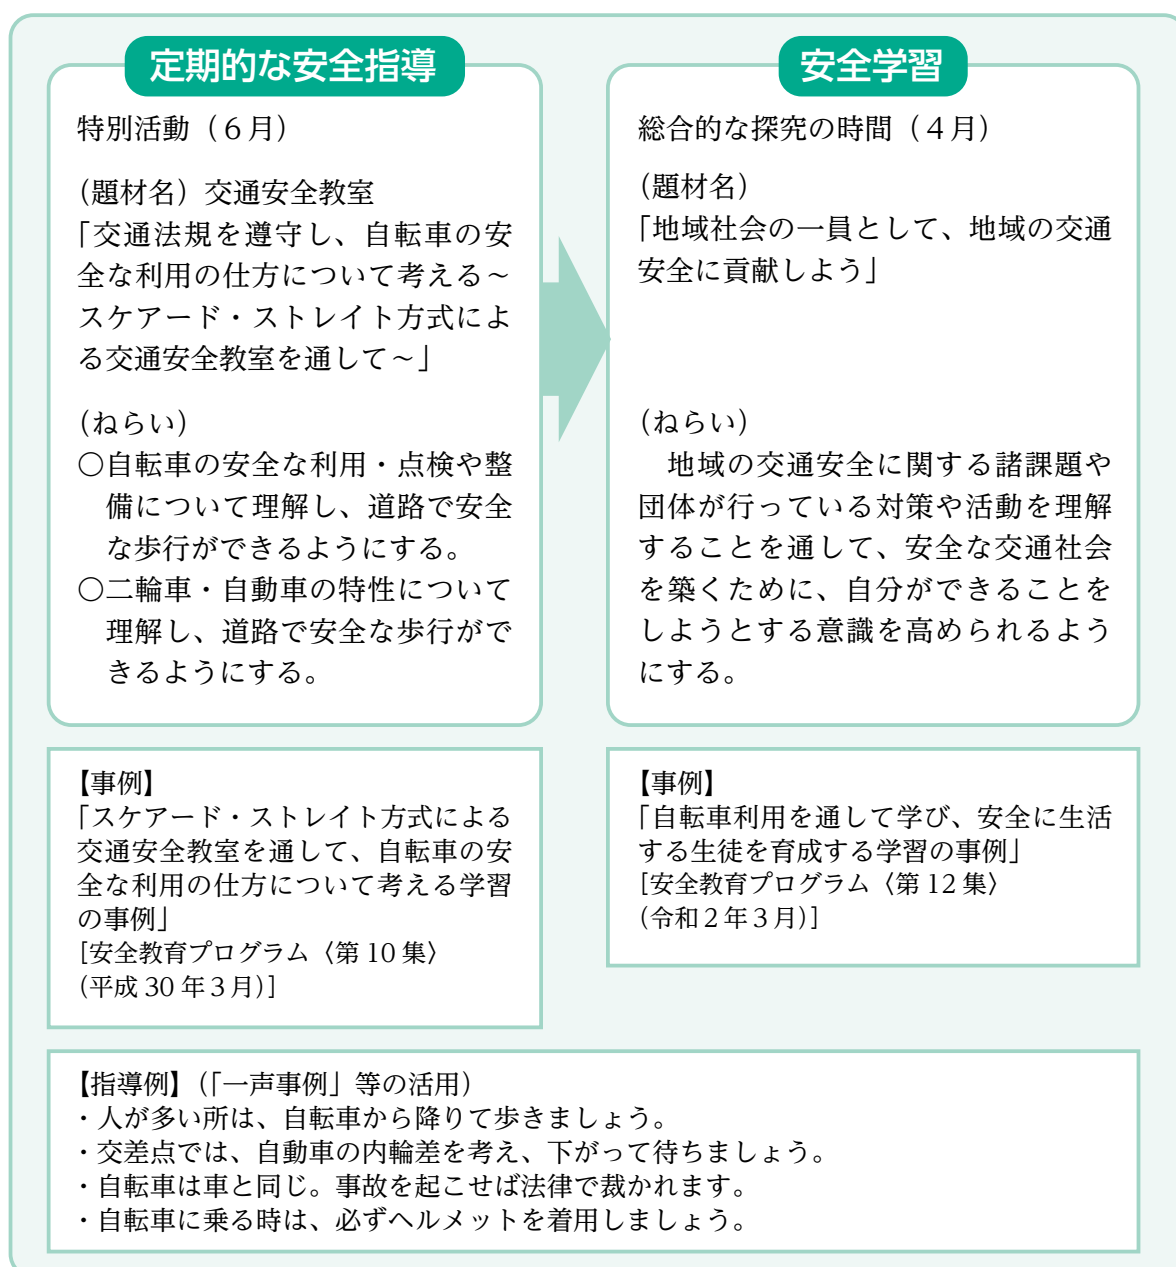 定期的な安全指導
特別活動（６月）
（題材名）交通安全教室
「交通法規を遵守し、自転車の安
全な利用の仕方について考える～
スケアード・ストレイト方式によ
る交通安全教室を通して～」
（ねらい）
○自転車の安全な利用・点検や整
備について理解し、道路で安全
な歩行ができるようにする。
○二輪車・自動車の特性について
理解し、道路で安全な歩行がで
きるようにする。
安全学習
総合的な探究の時間（４月）
（題材名）
「地域社会の一員として、地域の交通
安全に貢献しよう」
（ねらい）
　地域の交通安全に関する諸課題や
団体が行っている対策や活動を理解
することを通して、安全な交通社会
を築くために、自分ができることを
しようとする意識を高められるよう
にする。
【事例】
「スケアード・ストレイト方式による
交通安全教室を通して、自転車の安
全な利用の仕方について考える学習
の事例」
［安全教育プログラム〈第 10 集〉
（平成 30 年３月）］
【事例】
「自転車利用を通して学び、安全に生活
する生徒を育成する学習の事例」
［安全教育プログラム〈第 12 集〉
（令和２年３月）］
【指導例】（「一声事例」等の活用）
・人が多い所は、自転車から降りて歩きましょう。
・交差点では、自動車の内輪差を考え、下がって待ちましょう。
・自転車は車と同じ。事故を起こせば法律で裁かれます。
・自転車に乗る時は、必ずヘルメットを着用しましょう。